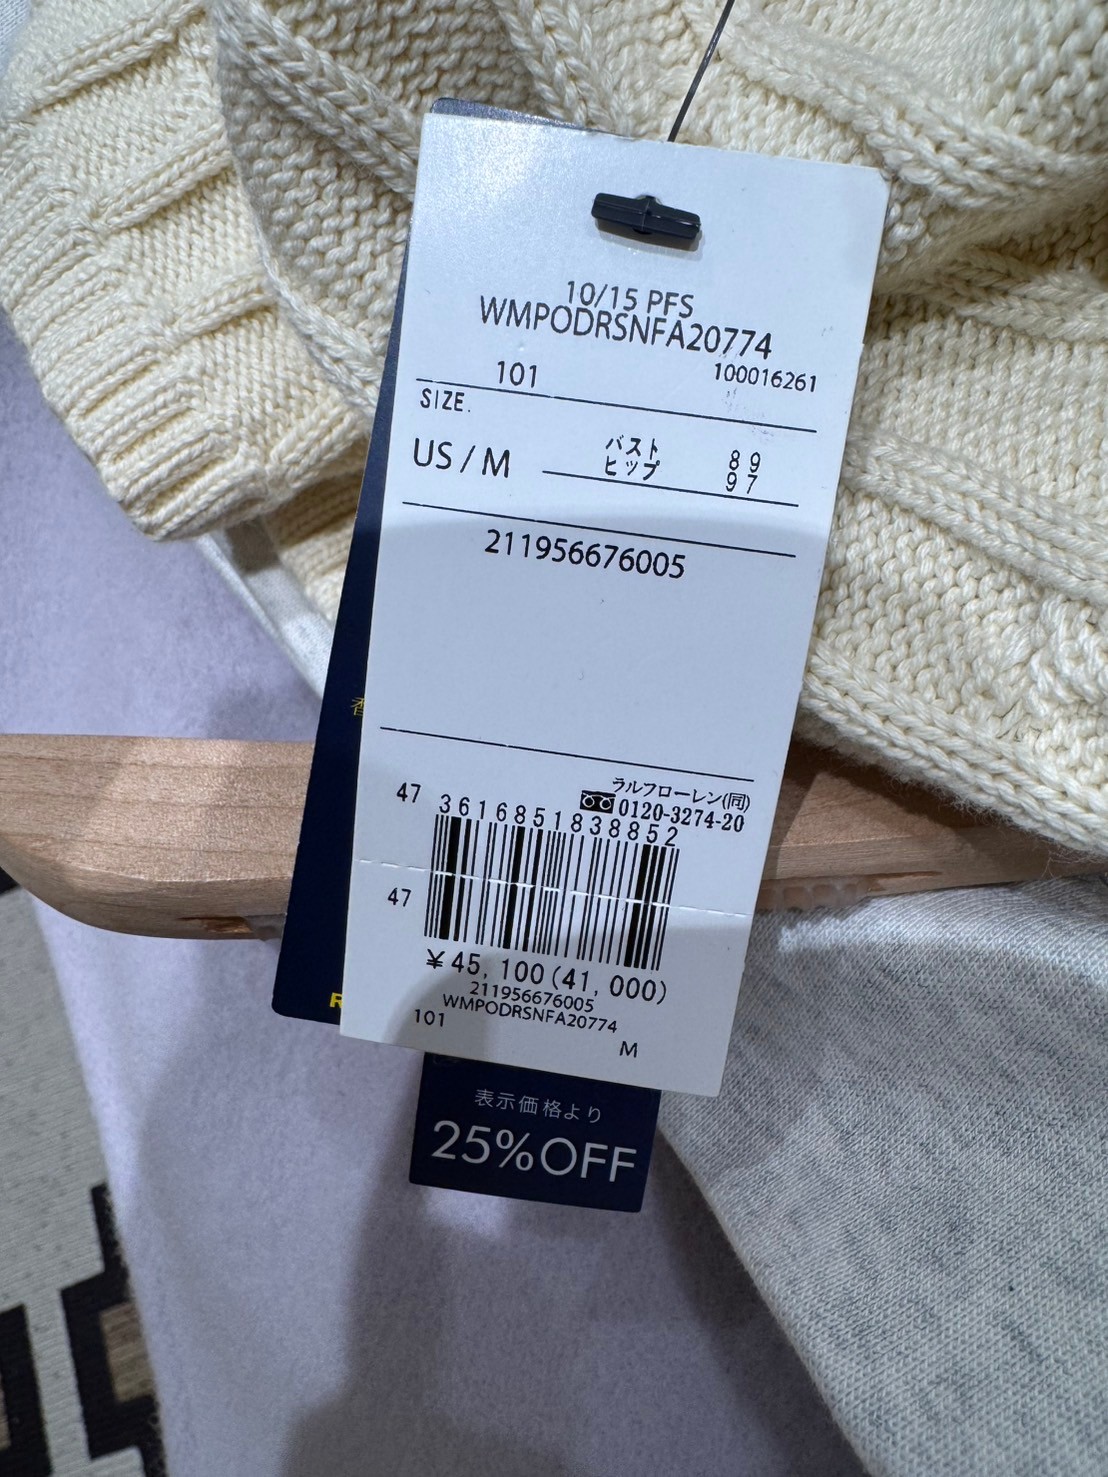 10/15 PFS
WMPODRSNFA20774
101 100016261
SIZE.
US/M
バスト 89
ヒップ 97
211956676005
ラルフローレン(同)
0120-3274-20
47 3616851838852
47
¥45,100(41,000)
211956676005
WMPODRSNFA20774
101
M
表示価格より
25%OFF
香
R